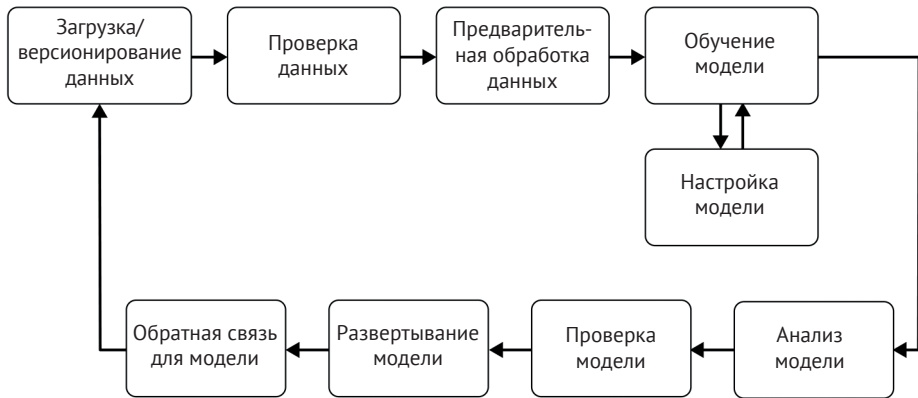 Загрузка/
версионирование
данных
Проверка
данных
Предваритель-
ная обработка
данных
Обучение
модели
Настройка
модели
Обратная связь
для модели
Развертывание
модели
Проверка
модели
Анализ
модели